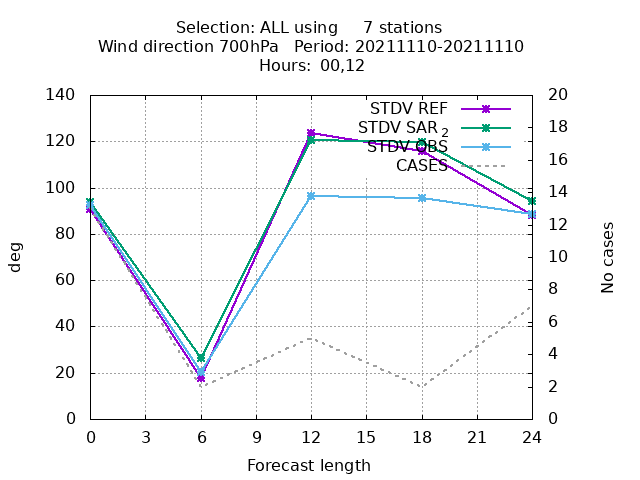 Selection: ALL using 7 stations
Wind direction 700hPa Period: 20211110-20211110
Hours: 00,12
140
120
100
80
60
40
20
0
deg
STDV REF
STDV SAR2
STDV OBS
CASES
20
18
16
14
12
10
8
6
4
2
0
No cases
0 3 6 9 12 15 18 21 24
Forecast length